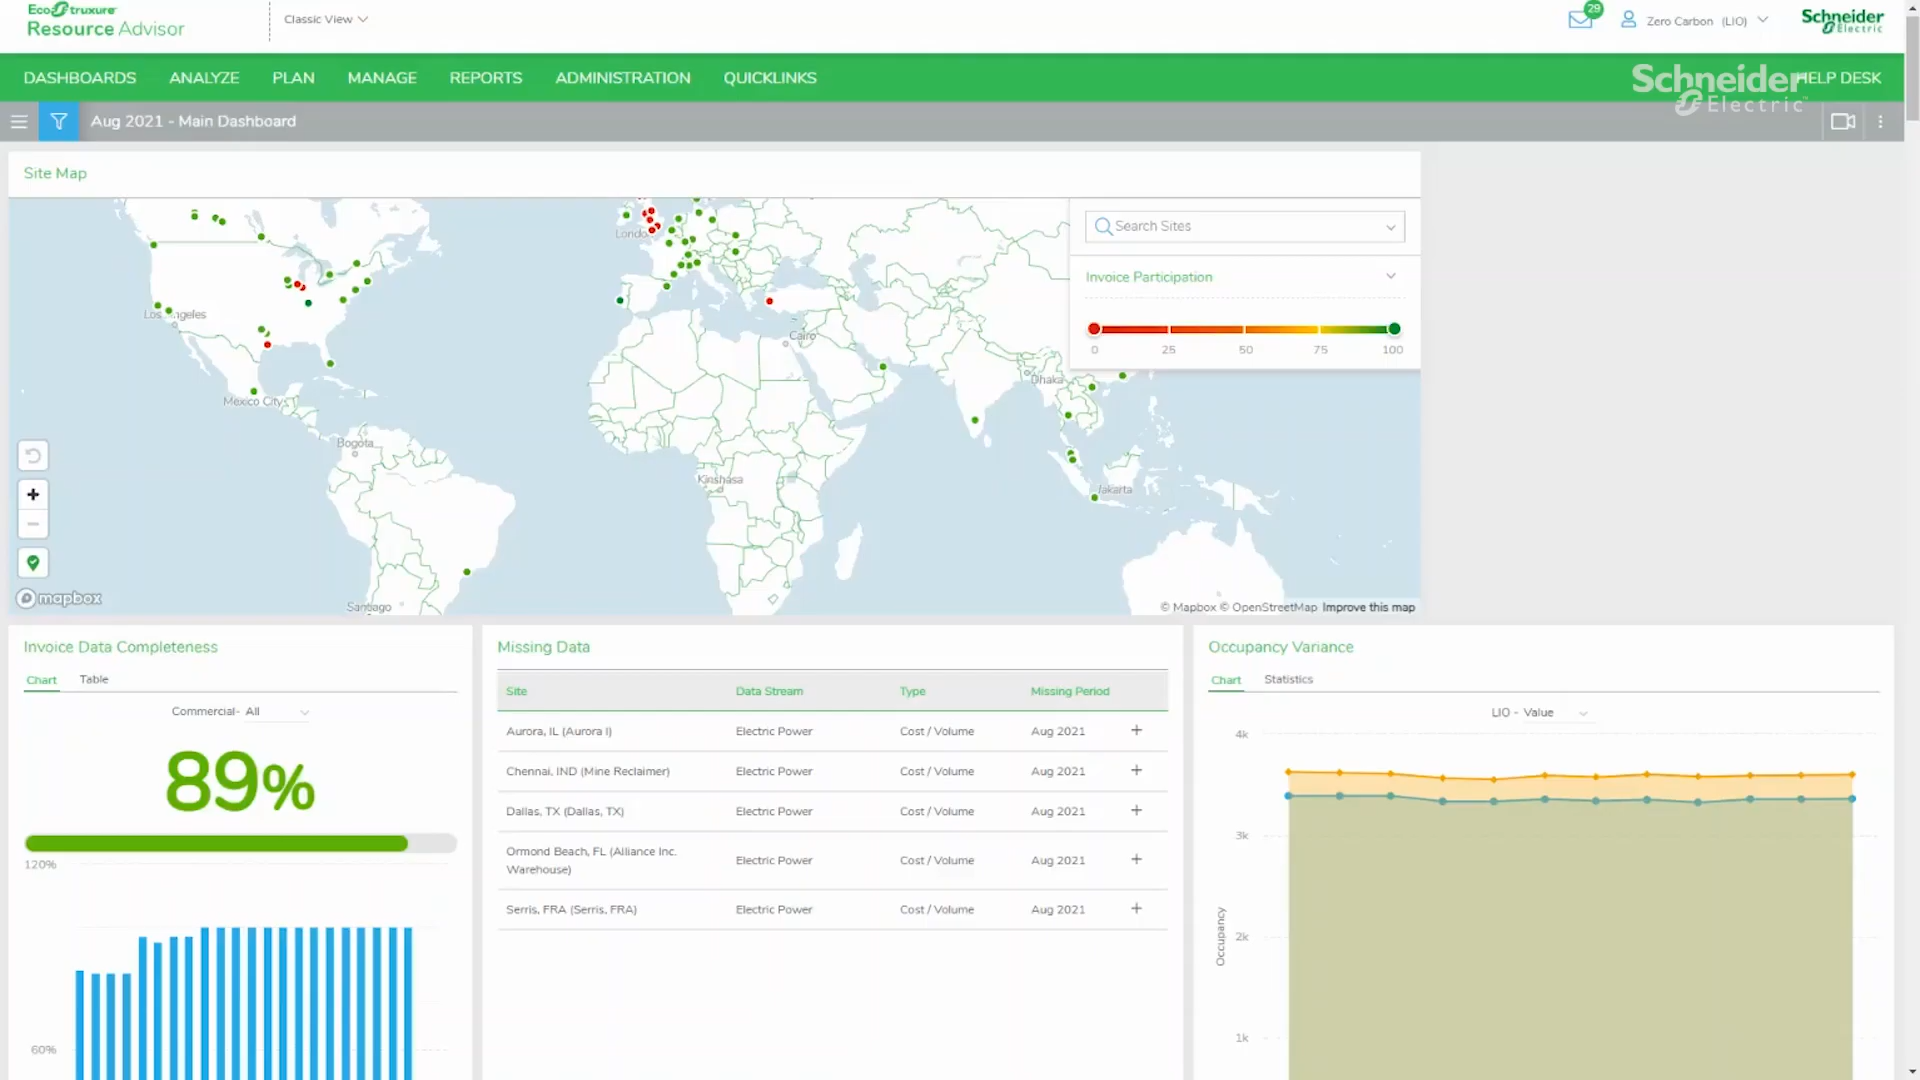 EcoStruxure
Resource Advisor
Classic View
29
Zero Carbon (LIO)
Schneider
Electric
DASHBOARDS ANALYZE PLAN MANAGE REPORTS ADMINISTRATION QUICKLINKS HELP DESK
Schneider
Electric™
Aug 2021 - Main Dashboard
Site Map
London
Search Sites
Invoice Participation
Los Angeles
Cairo
0 25 50 75 100
Dhaka
Mexico City
Bogota
Kinshasa
Jakarta
Santiago
mapbox
© Mapbox © OpenStreetMap Improve this map
Invoice Data Completeness
Chart Table
Commercial- All
89%
120%
60%
Missing Data
Site Data Stream Type Missing Period
Aurora, IL (Aurora I) Electric Power Cost / Volume Aug 2021 +
Chennai, IND (Mine Reclaimer) Electric Power Cost / Volume Aug 2021 +
Dallas, TX (Dallas, TX) Electric Power Cost / Volume Aug 2021 +
Ormond Beach, FL (Alliance Inc.
Warehouse) Electric Power Cost / Volume Aug 2021 +
Serris, FRA (Serris, FRA) Electric Power Cost / Volume Aug 2021 +
Occupancy Variance
Chart Statistics
LIO - Value
4k
3k
2k
1k
Occupancy